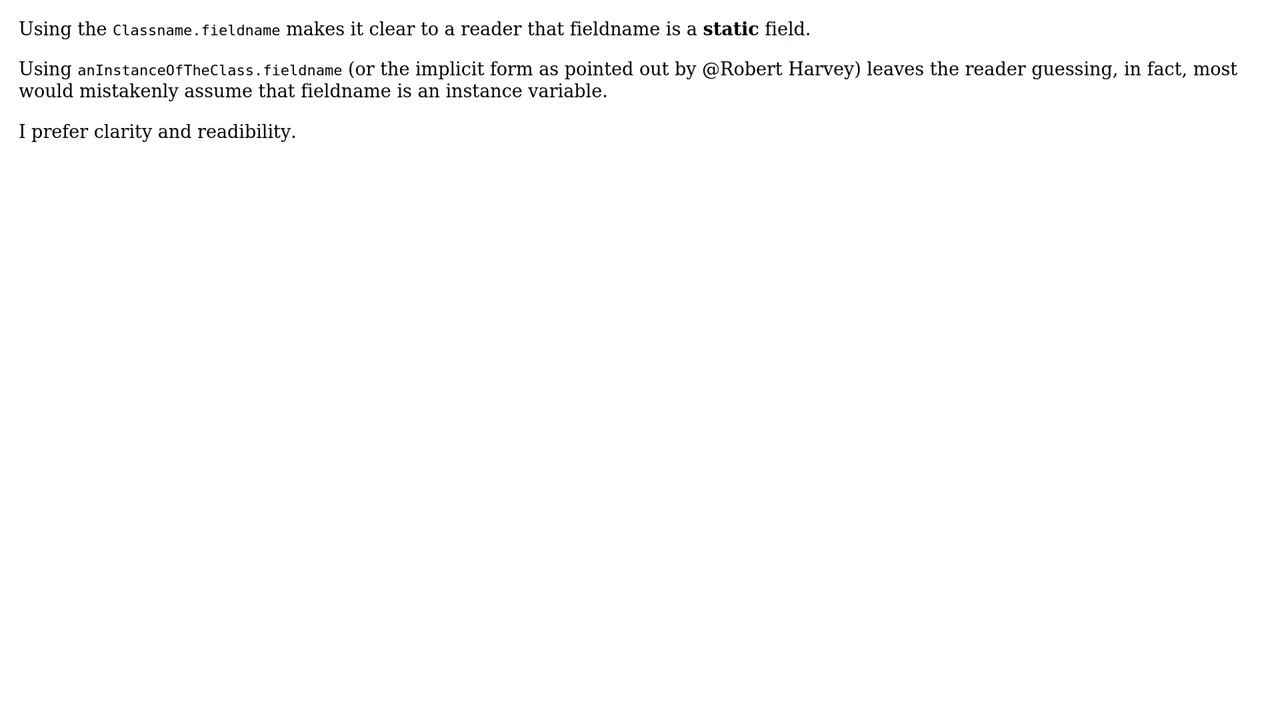 Using the Classname.fieldname makes it clear to a reader that fieldname is a static field.
Using anInstanceOfTheClass.fieldname (or the implicit form as pointed out by @Robert Harvey) leaves the reader guessing, in fact, most
would mistakenly assume that fieldname is an instance variable.
I prefer clarity and readibility.